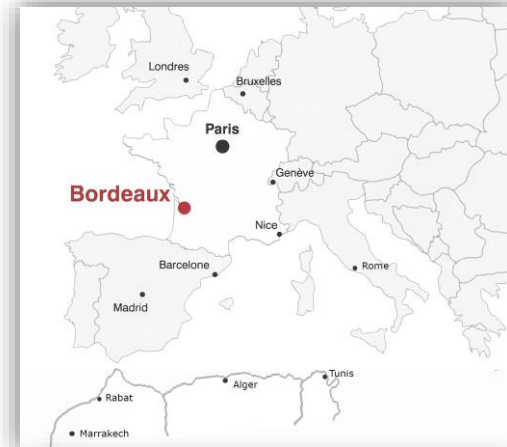 Londres
Bruxelles
Paris
Genève
Bordeaux
Nice
Barcelone
Rome
Madrid
Tunis
Alger
Rabat
Marrakech